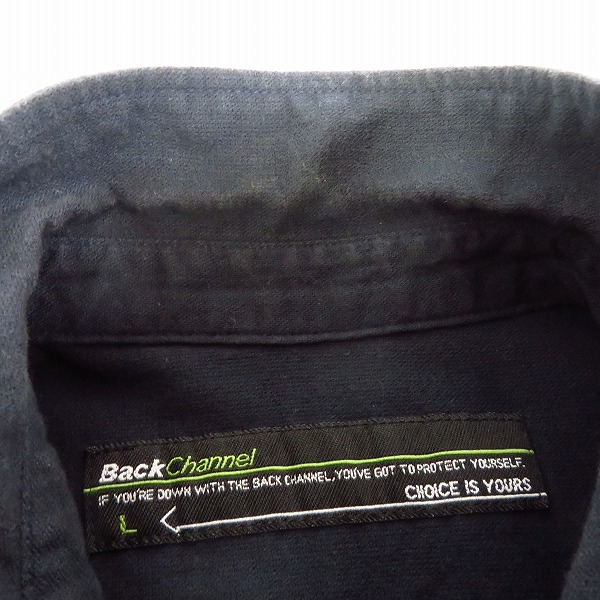 BackChannel
IF YOU'RE DOWN WITH THE BACK CHANNEL, YOU'VE GOT TO PROTECT YOURSELF.
CHOICE IS YOURS
L